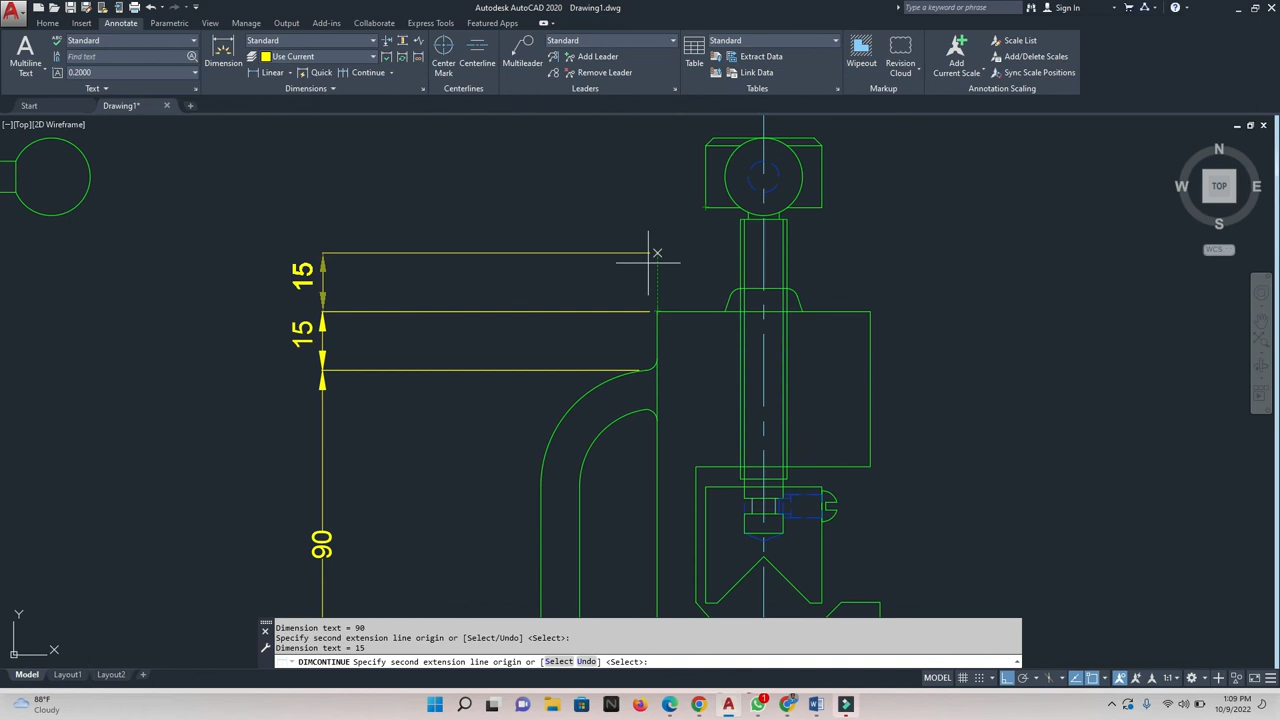 Autodesk AutoCAD 2020 Drawing1.dwg
Type a keyword or phrase
Sign In
Home Insert Annotate Parametric View Manage Output Add-ins Collaborate Express Tools Featured Apps
Multiline Text
Standard
Find text
0.2000
Text
Dimension
Standard
Use Current
Linear Quick Continue
Dimensions
Center Mark
Centerline
Centerlines
Multileader
Standard
Add Leader
Remove Leader
Leaders
Table
Standard
Extract Data
Link Data
Tables
Wipeout
Revision Cloud
Markup
Add Current Scale
Scale List
Add/Delete Scales
Sync Scale Positions
Annotation Scaling
Start Drawing1*
[−][Top][2D Wireframe]
N
W TOP E
S
WCS
15
15
90
Y
X
Dimension text = 90
Specify second extension line origin or [Select/Undo] <Select>:
Dimension text = 15
DIMCONTINUE Specify second extension line origin or [Select Undo] <Select>:
Model Layout1 Layout2
MODEL
1:1
88°F
Cloudy
1
1:09 PM
10/9/2022